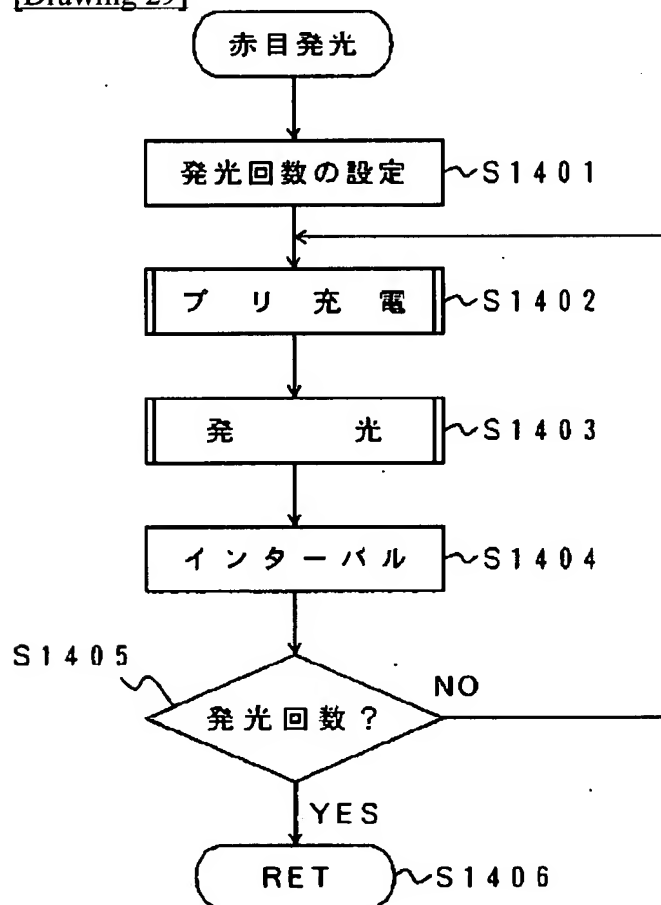 [Drawing 29]
赤目発光
発光回数の設定 S1401
プリ充電 S1402
発光 S1403
インターバル S1404
S1405
発光回数? NO
YES
RET S1406